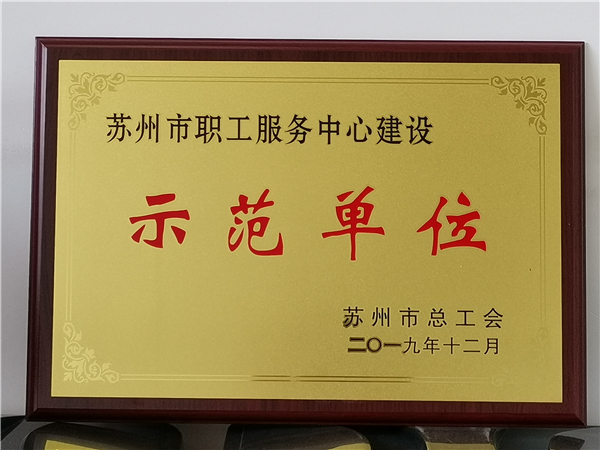 苏州市职工服务中心建设
示范单位
苏州市总工会
二〇一九年十二月